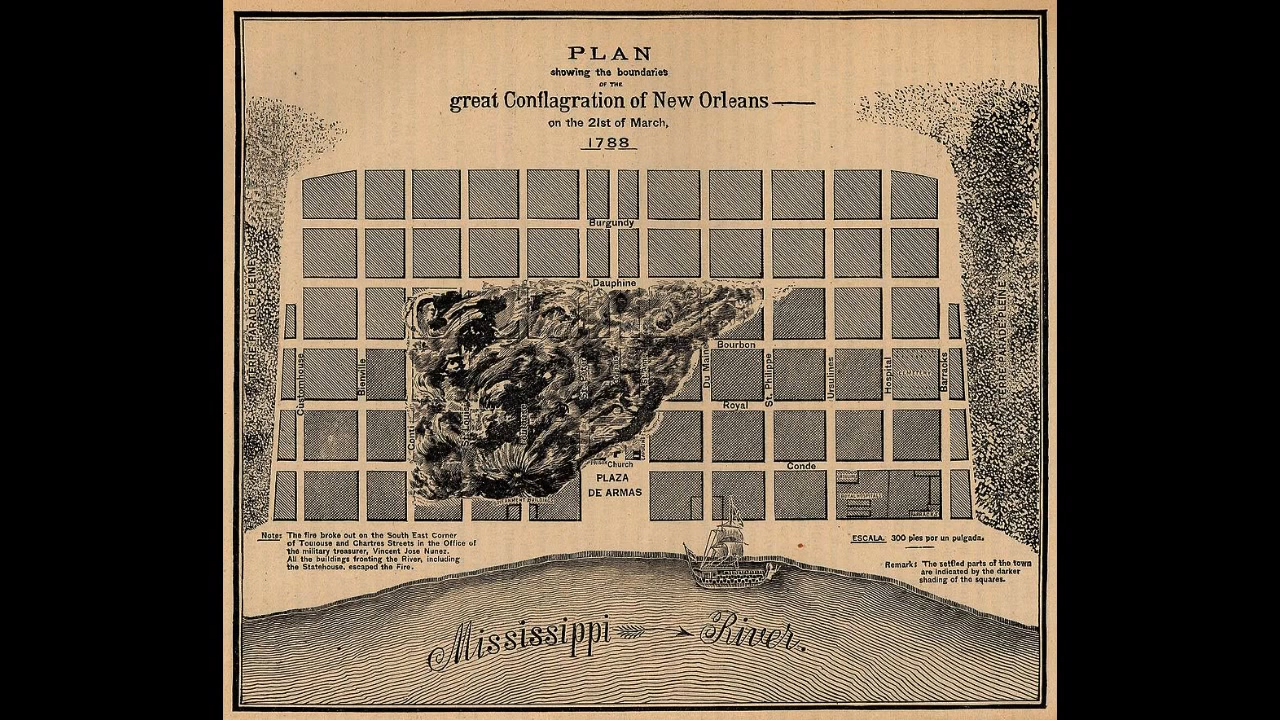 PLAN
showing the boundaries
OF THE
great Conflagration of New Orleans
on the 21st of March,
1788
Burgundy
Dauphine
Bourbon
Royal
Conde
Customhouse
Bienville
Conti
St. Louis
Du Maine
St. Philippe
Ursulines
Hospital
Barracks
TERRE-PARADE-PLEINE
TERRE-PARADE-PLEINE
Church
PLAZA
DE ARMAS
Note: The fire broke out on the South East Corner
of Toulouse and Chartres Streets in the Office of
the military treasurer, Vincent Jose Nunez.
All the buildings fronting the River, including
the Statehouse, escaped the Fire.
ESCALA: 300 pies por un pulgada.
Remark: The settled parts of the town
are indicated by the darker
shading of the squares.
Mississippi River.